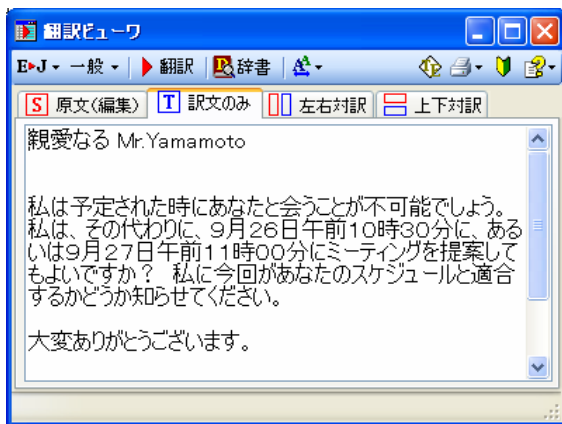 翻訳ビューワ
E▸J 一般 翻訳 辞書
S 原文(編集) T 訳文のみ 左右対訳 上下対訳
親愛なる Mr.Yamamoto
私は予定された時にあなたと会うことが不可能でしょう。
私は、その代わりに、9月26日午前10時30分に、ある
いは9月27日午前11時00分にミーティングを提案して
もよいですか？ 私に今回があなたのスケジュールと適合
するかどうか知らせてください。
大変ありがとうございます。